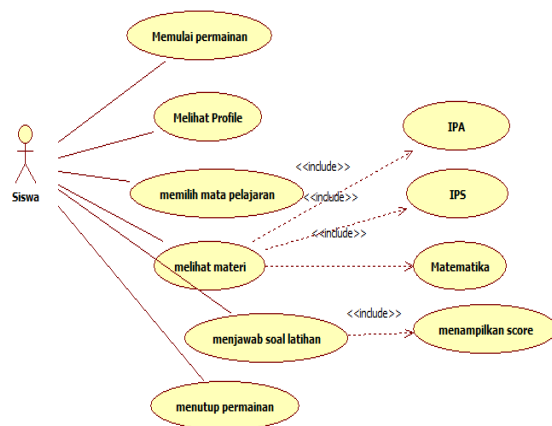 Memulai permainan
Melihat Profile
IPA
<<include>>
Siswa
memilih mata pelajaran
<<include>>
IPS
<<include>>
melihat materi
Matematika
<<include>>
menjawab soal latihan
menampilkan score
menutup permainan